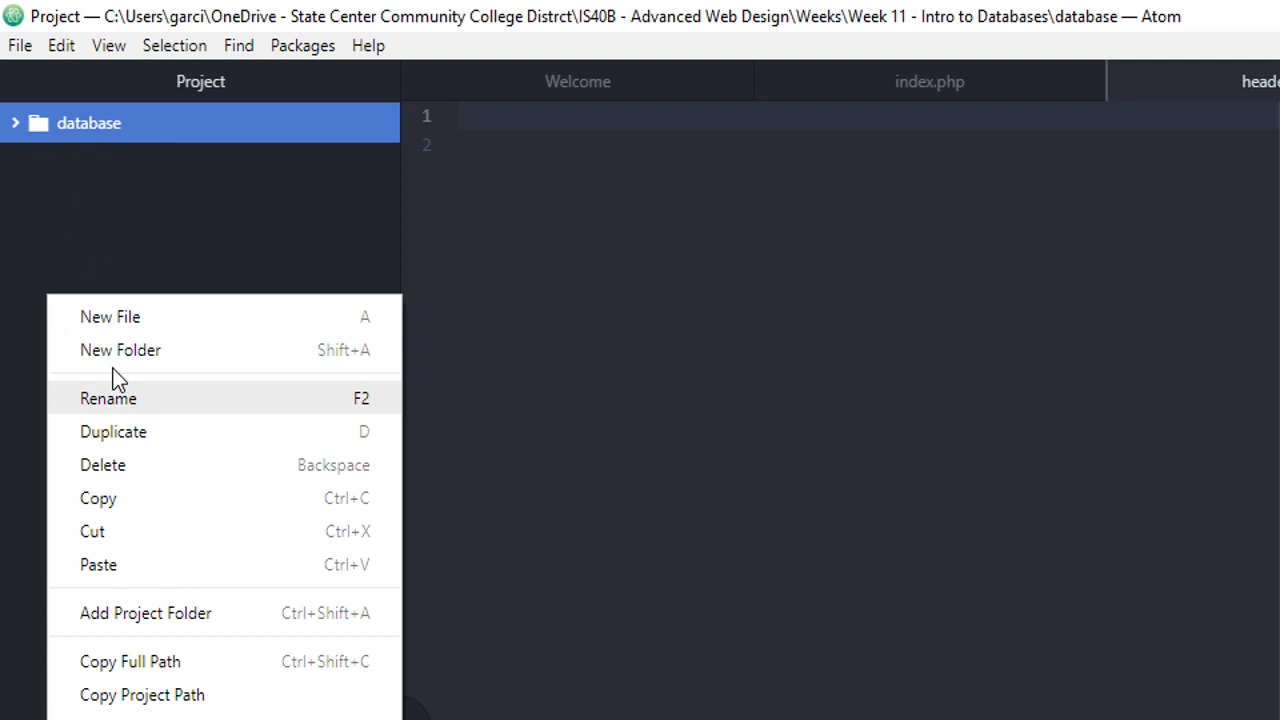 Project — C:\Users\garci\OneDrive - State Center Community College Distrct\IS40B - Advanced Web Design\Weeks\Week 11 - Intro to Databases\database — Atom
File Edit View Selection Find Packages Help
Project Welcome index.php heade
database
1
2
New File A
New Folder Shift+A
Rename F2
Duplicate D
Delete Backspace
Copy Ctrl+C
Cut Ctrl+X
Paste Ctrl+V
Add Project Folder Ctrl+Shift+A
Copy Full Path Ctrl+Shift+C
Copy Project Path